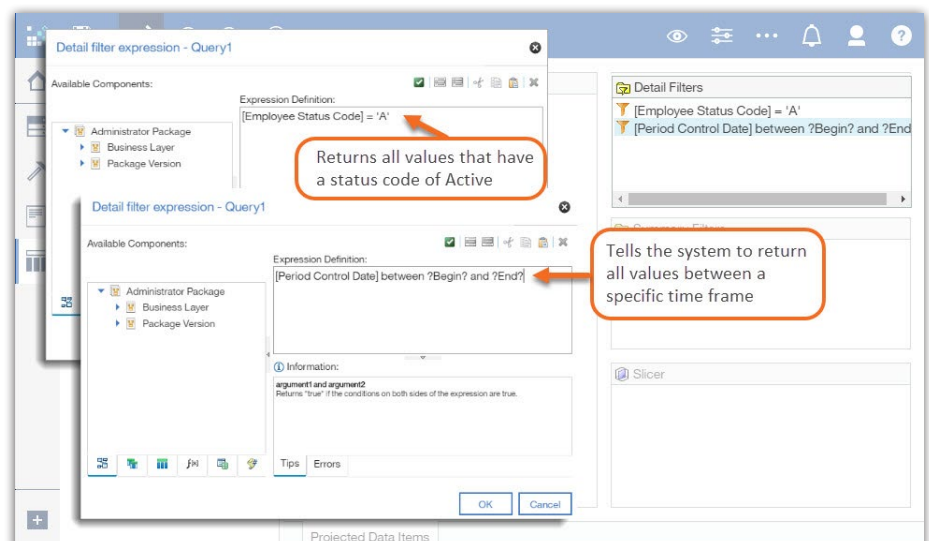 Detail filter expression - Query1
Available Components:
Expression Definition:
[Employee Status Code] = 'A'
Administrator Package
Business Layer
Package Version
Returns all values that have
a status code of Active
Detail filter expression - Query1
Available Components:
Expression Definition:
[Period Control Date] between ?Begin? and ?End?
Administrator Package
Business Layer
Package Version
Information:
argument1 and argument2
Returns "true" if the conditions on both sides of the expression are true.
f(x)
Tips
Errors
OK
Cancel
?
Detail Filters
[Employee Status Code] = 'A'
[Period Control Date] between ?Begin? and ?End
Summary Filters
Tells the system to return
all values between a
specific time frame
Slicer
Projected Data Items